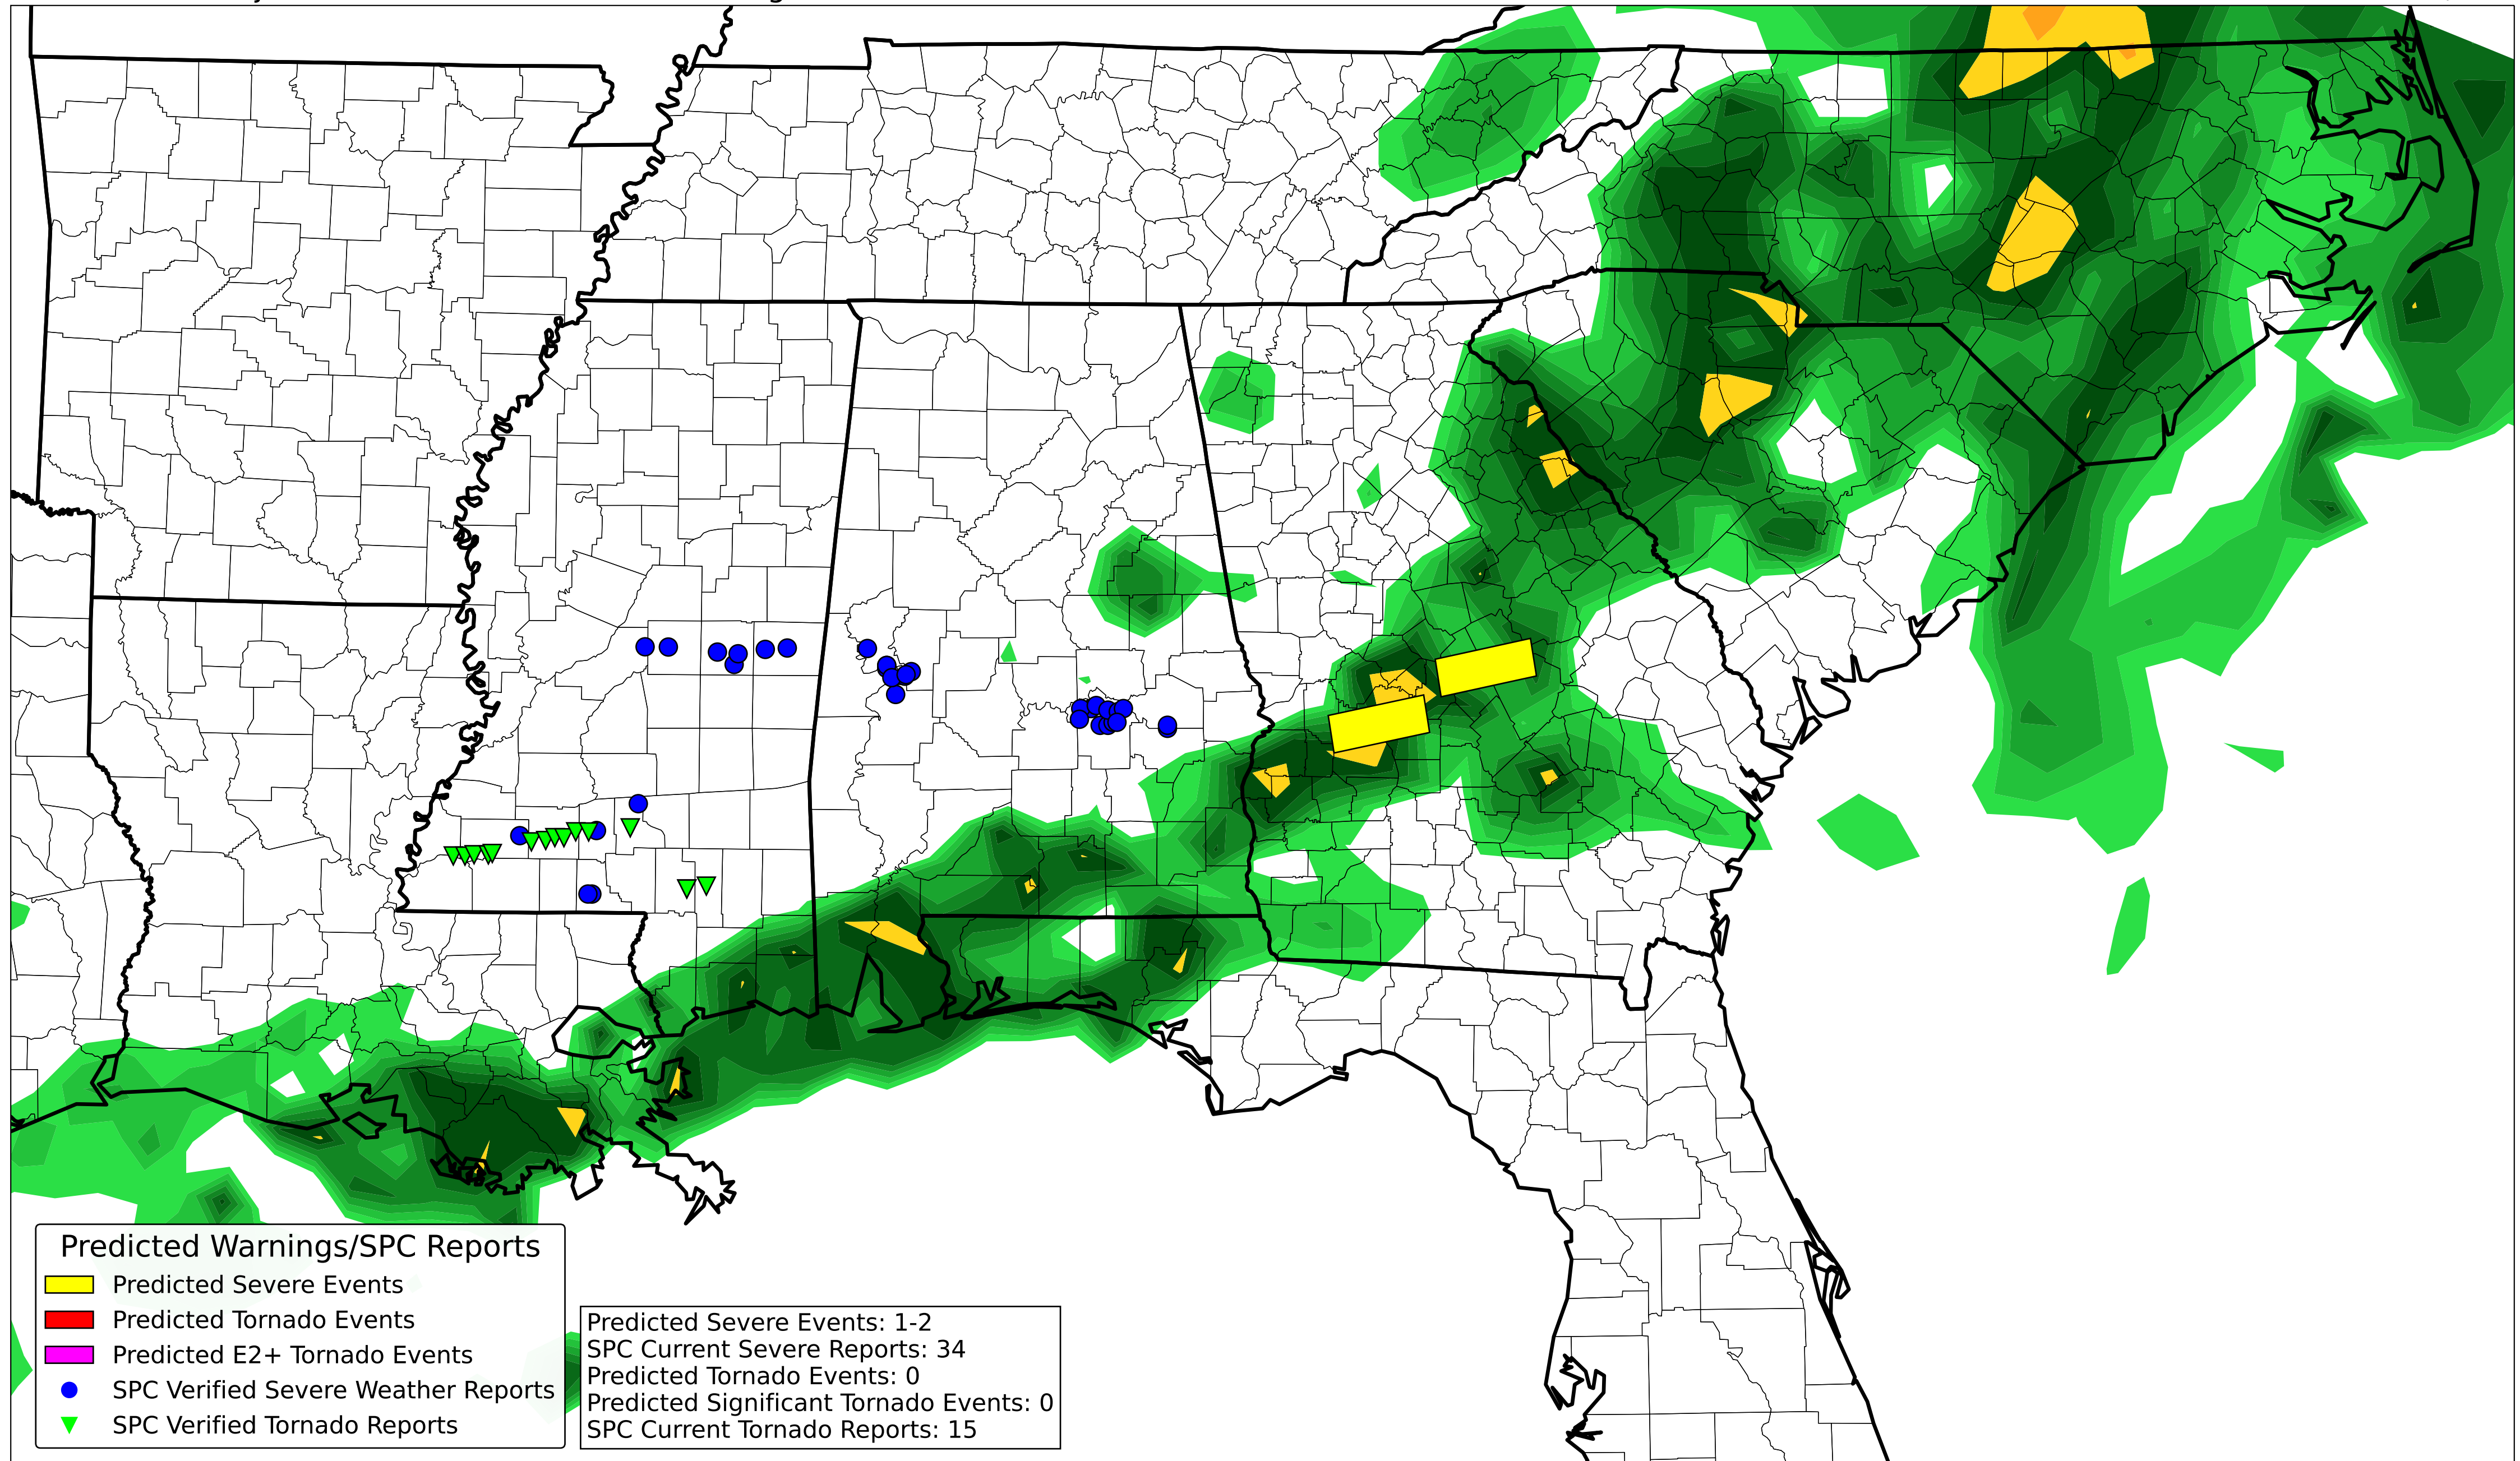 Predicted Warnings/SPC Reports
Predicted Severe Events
Predicted Tornado Events
Predicted E2+ Tornado Events
SPC Verified Severe Weather Reports
SPC Verified Tornado Reports
Predicted Severe Events: 1-2
SPC Current Severe Reports: 34
Predicted Tornado Events: 0
Predicted Significant Tornado Events: 0
SPC Current Tornado Reports: 15